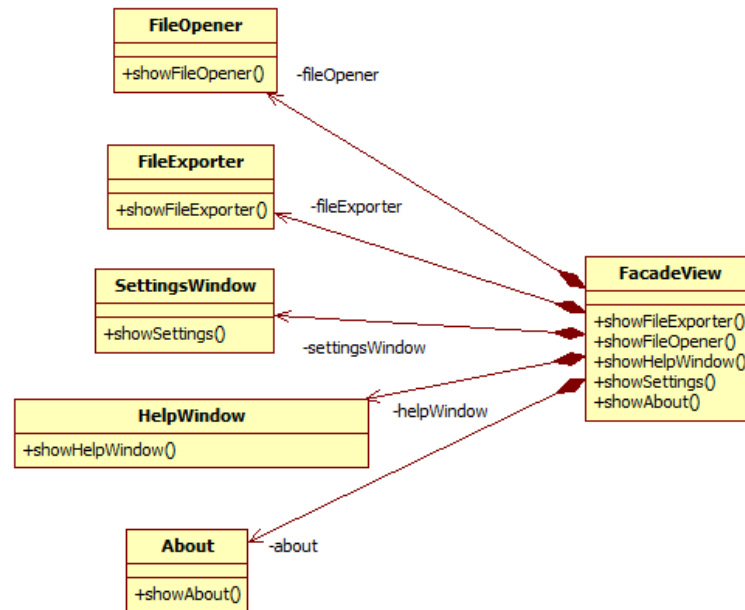 FileOpener
+showFileOpener()
-fileOpener
FileExporter
+showFileExporter()
-fileExporter
SettingsWindow
+showSettings()
-settingsWindow
HelpWindow
+showHelpWindow()
-helpWindow
About
+showAbout()
-about
FacadeView
+showFileExporter()
+showFileOpener()
+showHelpWindow()
+showSettings()
+showAbout()